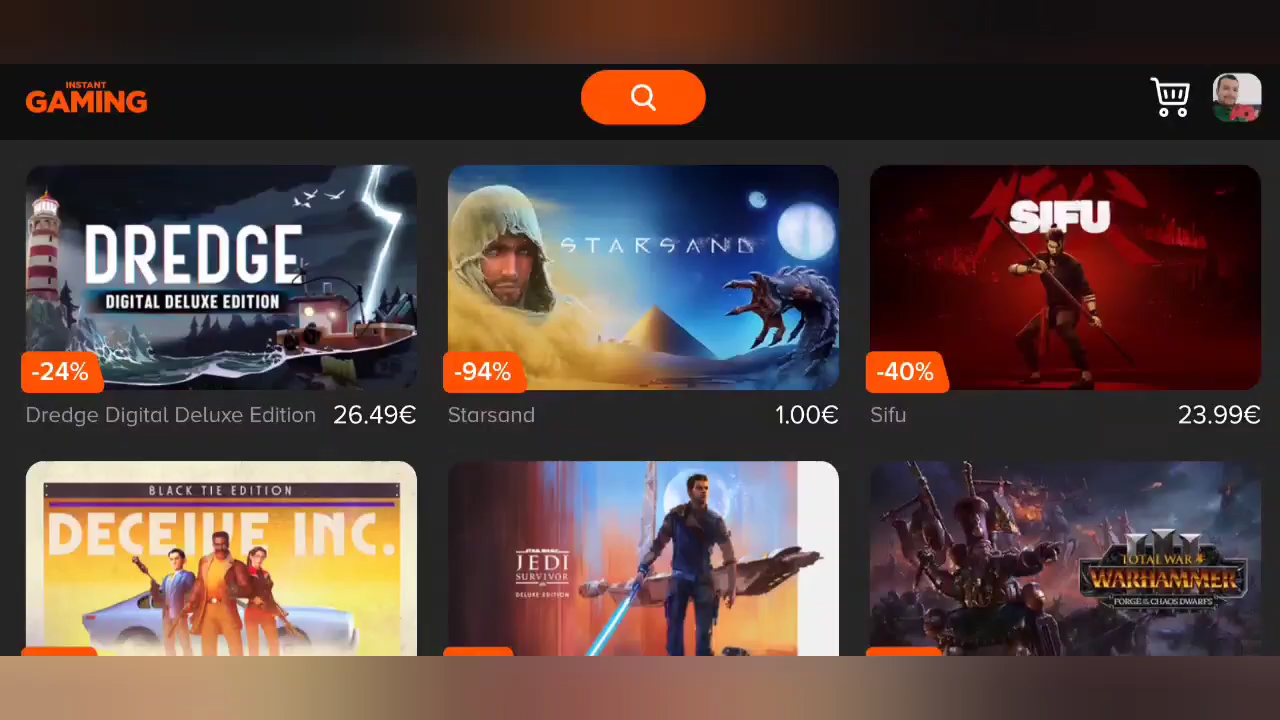 INSTANT
GAMING
DREDGE
DIGITAL DELUXE EDITION
-24%
Dredge Digital Deluxe Edition 26.49€
STARSAND
-94%
Starsand 1.00€
SIFU
-40%
Sifu 23.99€
BLACK TIE EDITION
DECEIVE INC.
STAR WARS
JEDI
SURVIVOR
DELUXE EDITION
III
TOTAL WAR
WARHAMMER
FORGE OF THE CHAOS DWARFS